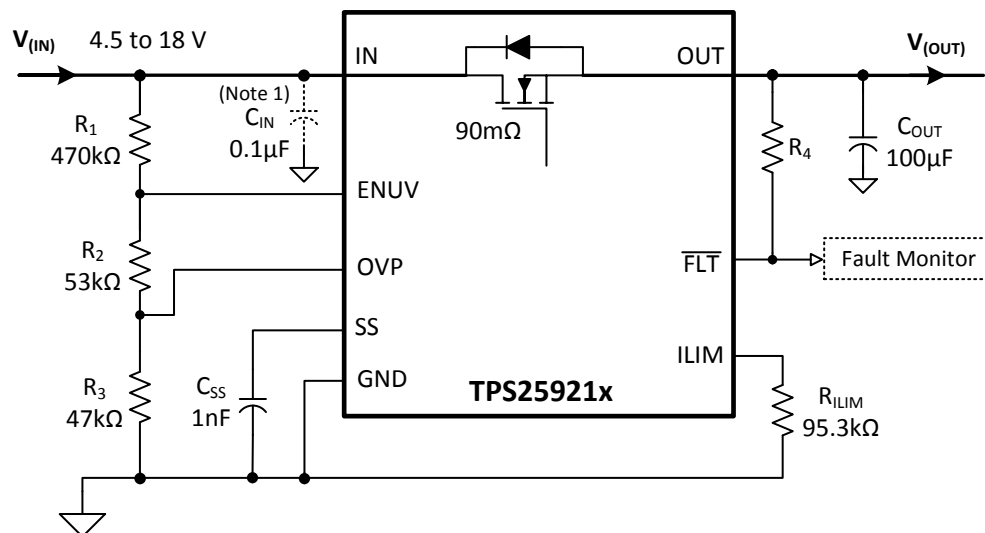 V(IN) 4.5 to 18 V
IN
OUT
V(OUT)
(Note 1)
CIN
0.1µF
R1
470kΩ
90mΩ
R4
COUT
100µF
ENUV
R2
53kΩ
OVP
FLT
Fault Monitor
SS
ILIM
GND
R3
47kΩ
CSS
1nF
TPS25921x
RILIM
95.3kΩ